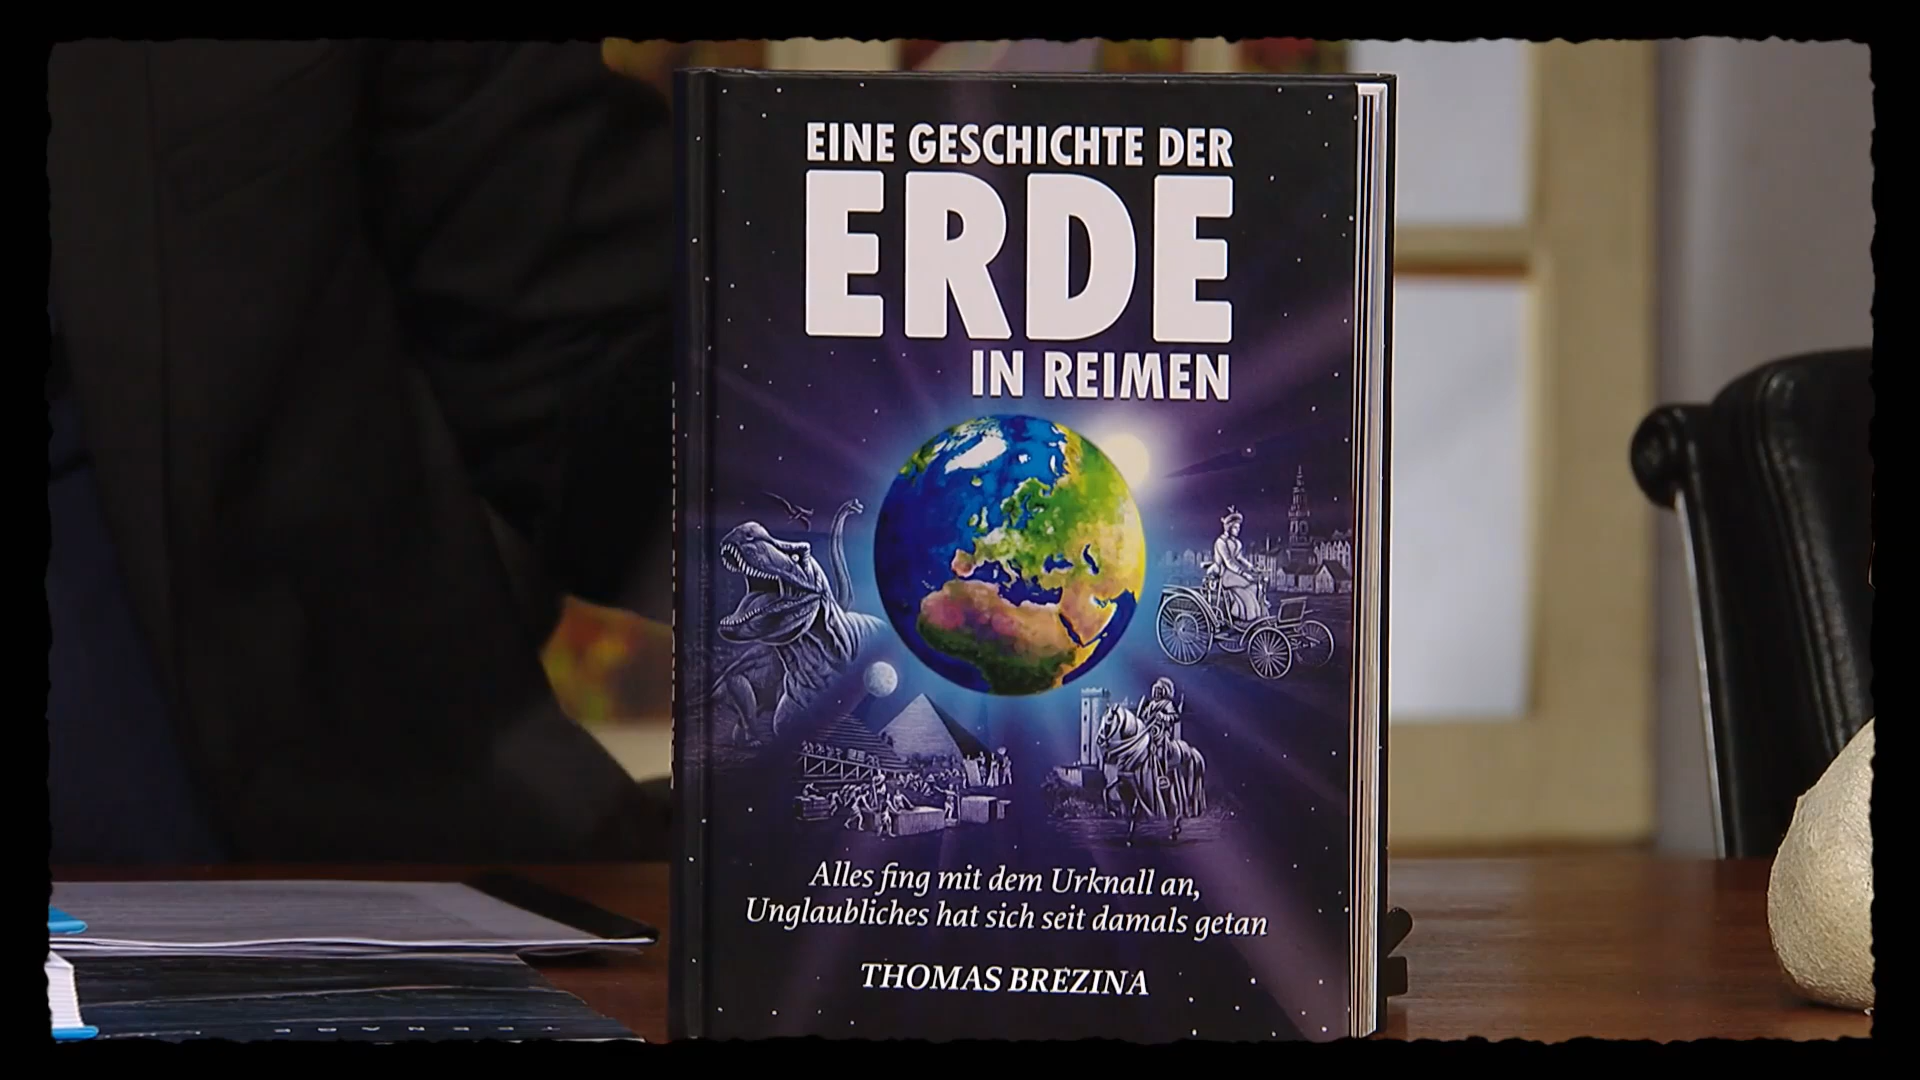 EINE GESCHICHTE DER
ERDE
IN REIMEN
Alles fing mit dem Urknall an,
Unglaubliches hat sich seit damals getan
THOMAS BREZINA